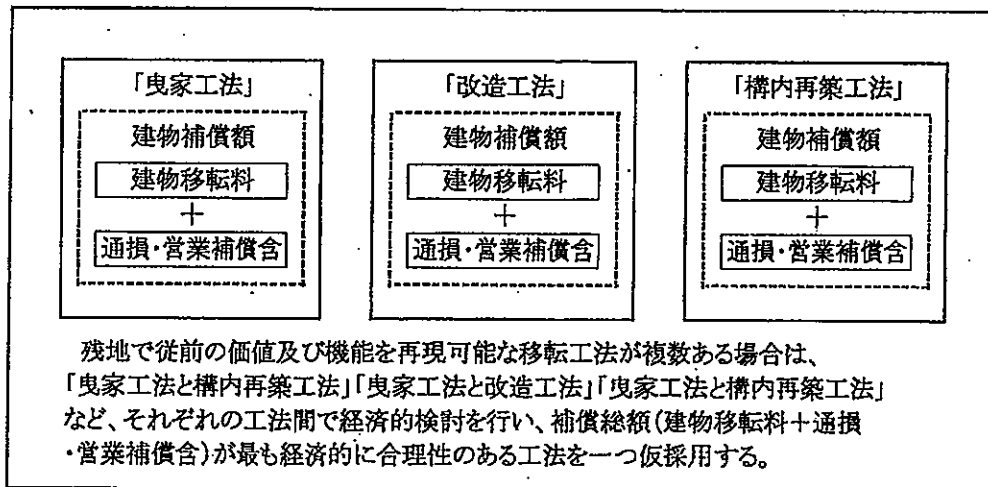 「曳家工法」
建物補償額
建物移転料
+
通損・営業補償含
「改造工法」
建物補償額
建物移転料
+
通損・営業補償含
「構内再築工法」
建物補償額
建物移転料
+
通損・営業補償含
残地で従前の価値及び機能を再現可能な移転工法が複数ある場合は、
「曳家工法と構内再築工法」「曳家工法と改造工法」「曳家工法と構内再築工法」
など、それぞれの工法間で経済的検討を行い、補償総額(建物移転料+通損
・営業補償含)が最も経済的に合理性のある工法を一つ仮採用する。